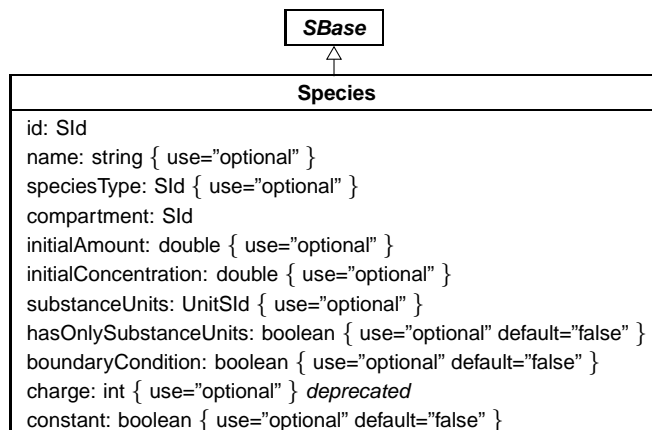 SBase
Species
id: SId
name: string { use=”optional” }
speciesType: SId { use=”optional” }
compartment: SId
initialAmount: double { use=”optional” }
initialConcentration: double { use=”optional” }
substanceUnits: UnitSId { use=”optional” }
hasOnlySubstanceUnits: boolean { use=”optional” default=”false” }
boundaryCondition: boolean { use=”optional” default=”false” }
charge: int { use=”optional” } deprecated
constant: boolean { use=”optional” default=”false” }